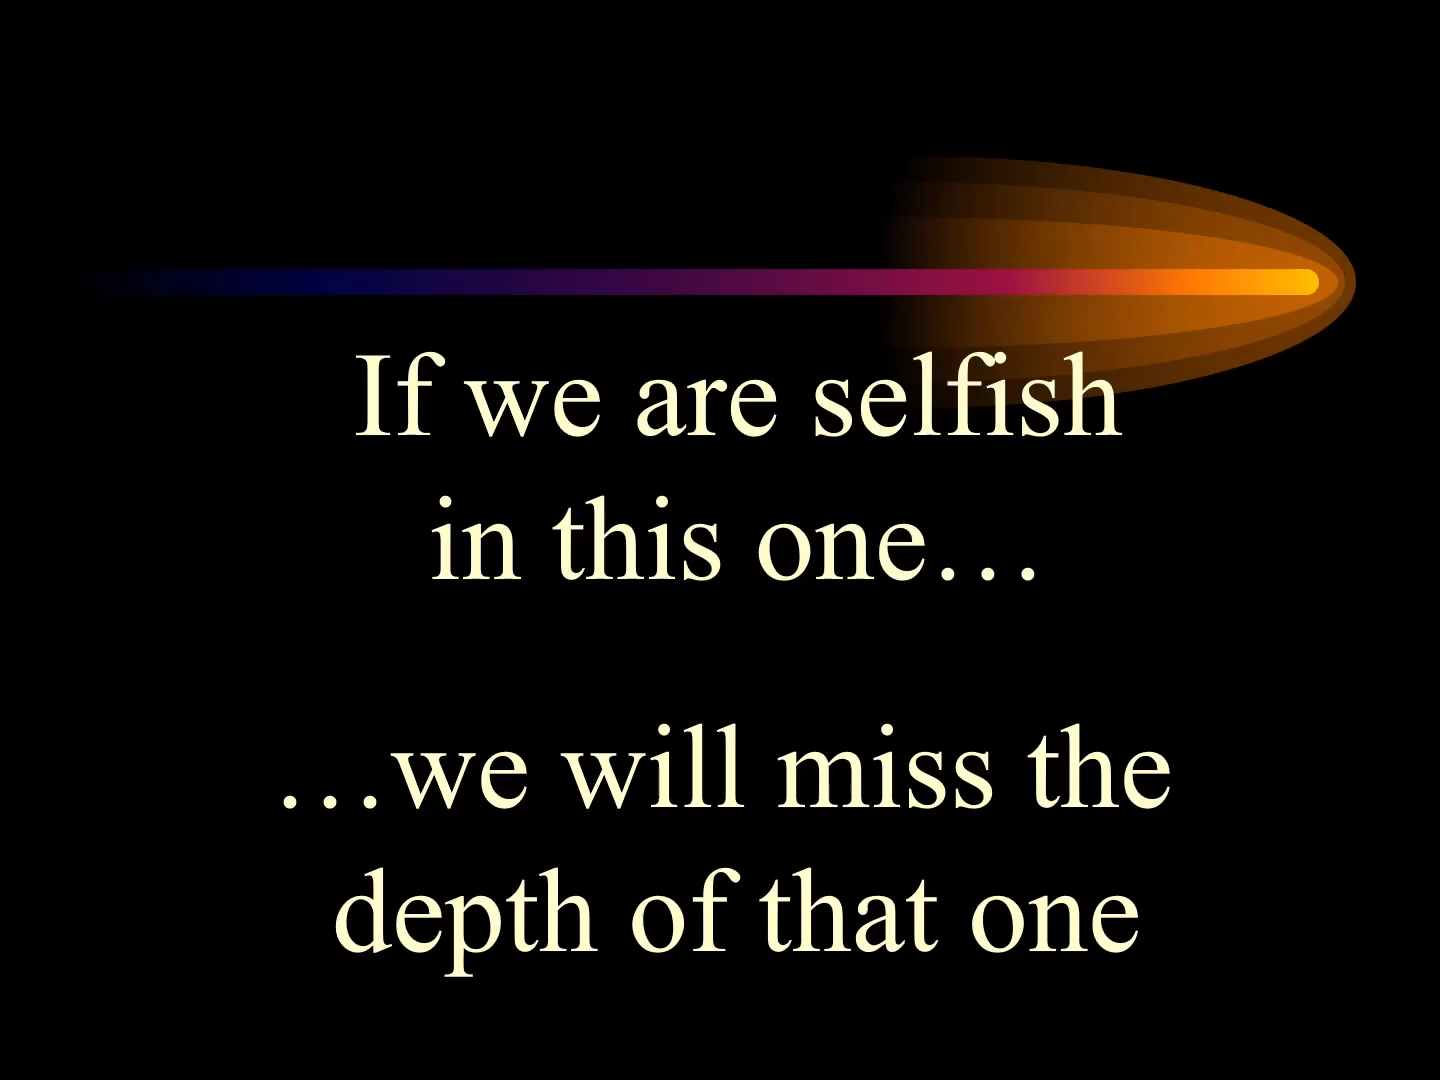 If we are selfish
in this one…
…we will miss the
depth of that one